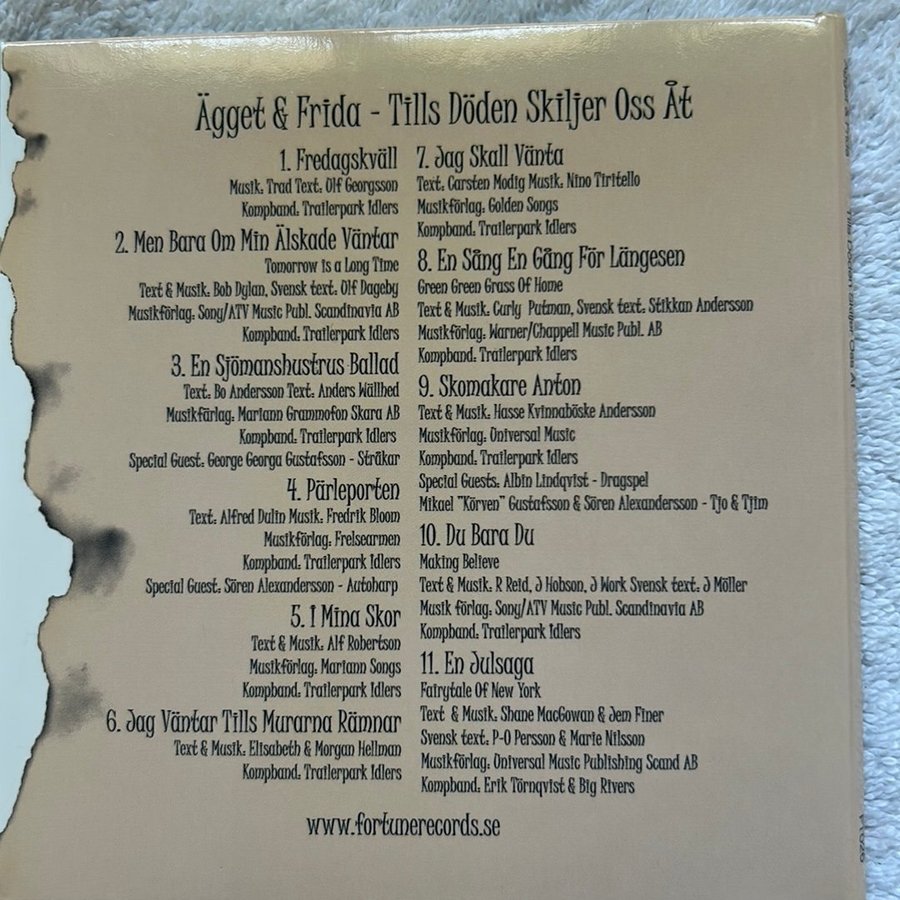 Ägget & Frida - Tills Döden Skiljer Oss Åt
1. Fredagskväll
Musik: Trad Text: Olf Georgsson
Kompband: Trailerpark Idlers
2. Men Bara Om Min Älskade Väntar
Tomorrow is a Long Time
Text & Musik: Bob Dylan, Svensk text: Olf Dageby
Musikförlag: Sony/ATV Music Publ. Scandinavia AB
Kompband: Trailerpark Idlers
3. En Sjömanshustrus Ballad
Text: Bo Andersson Text: Anders Wällhed
Musikfärlag: Mariann Grammofon Skara AB
Kompband: Trailerpark Idlers
Special Guest: George Georga Gustafsson - Stråkar
4. Pärleporten
Text: Alfred Dulin Musik: Fredrik Bloom
Musikförlag: Frelsearmen
Kompband: Trailerpark Idlers
Special Guest: Sören Alexandersson - Autoharp
5. I Mina Skor
Text & Musik: Alf Robertson
Musikförlag: Mariann Songs
Kompband: Trailerpark Idlers
6. Jag Väntar Tills Murarna Rämnar
Text & Musik: Elisabeth & Morgan Hellman
Kompband: Trailerpark Idlers
7. Jag Skall Vänta
Text: Carsten Modig Musik: Nino Tiritello
Musikförlag: Golden Songs
Kompband: Trailerpark Idlers
8. En Sång En Gång För Längesen
Green Green Grass Of Home
Text & Musik: Curly Putman, Svensk text: Stikkan Andersson
Musikförlag: Warner/Chappell Music Publ. AB
Kompband: Trailerpark Idlers
9. Skomakare Anton
Text & Musik: Hasse Kvinnaböske Andersson
Musikförlag: Universal Music
Kompband: Trailerpark Idlers
Special Guests: Albin Lindqvist - Dragspel
Mikael "Körven" Gustafsson & Sören Alexandersson - Tjo & Tjim
10. Du Bara Du
Making Believe
Text & Musik: R Reid, J Hobson, J Work Svensk text: J Möller
Musik förlag: Sony/ATV Music Publ. Scandinavia AB
Kompband: Trailerpark Idlers
11. En Julsaga
Fairytale Of New York
Text & Musik: Shane MacGowan & Jem Finer
Svensk text: P-O Persson & Marie Nilsson
Musikförlag: Universal Music Publishing Scand AB
Kompband: Erik Törnqvist & Big Rivers
www.fortunerecords.se
Tills Döden Skiljer Oss Åt